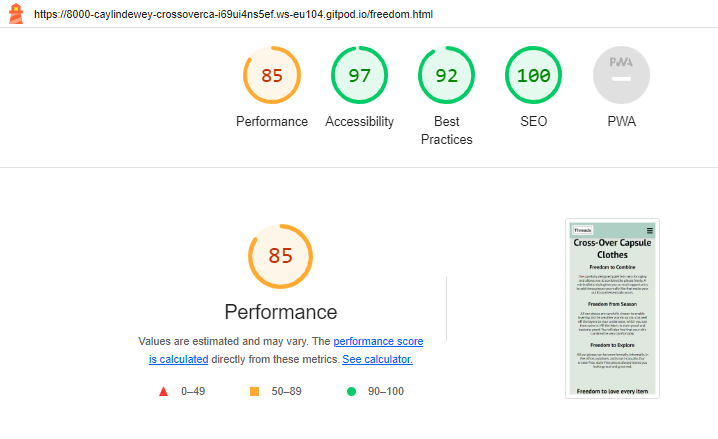 https://8000-caylindewey-crossoverca-i69ui4ns5ef.ws-eu104.gitpod.io/freedom.html
85
97
92
100
PWA
Performance
Accessibility
Best
Practices
SEO
PWA
85
Performance
Values are estimated and may vary. The performance score
is calculated directly from these metrics. See calculator.
0–49
50–89
90–100
Threads
Cross-Over Capsule
Clothes
Freedom to Combine
Freedom from Season
Freedom to Explore
Freedom to love every item